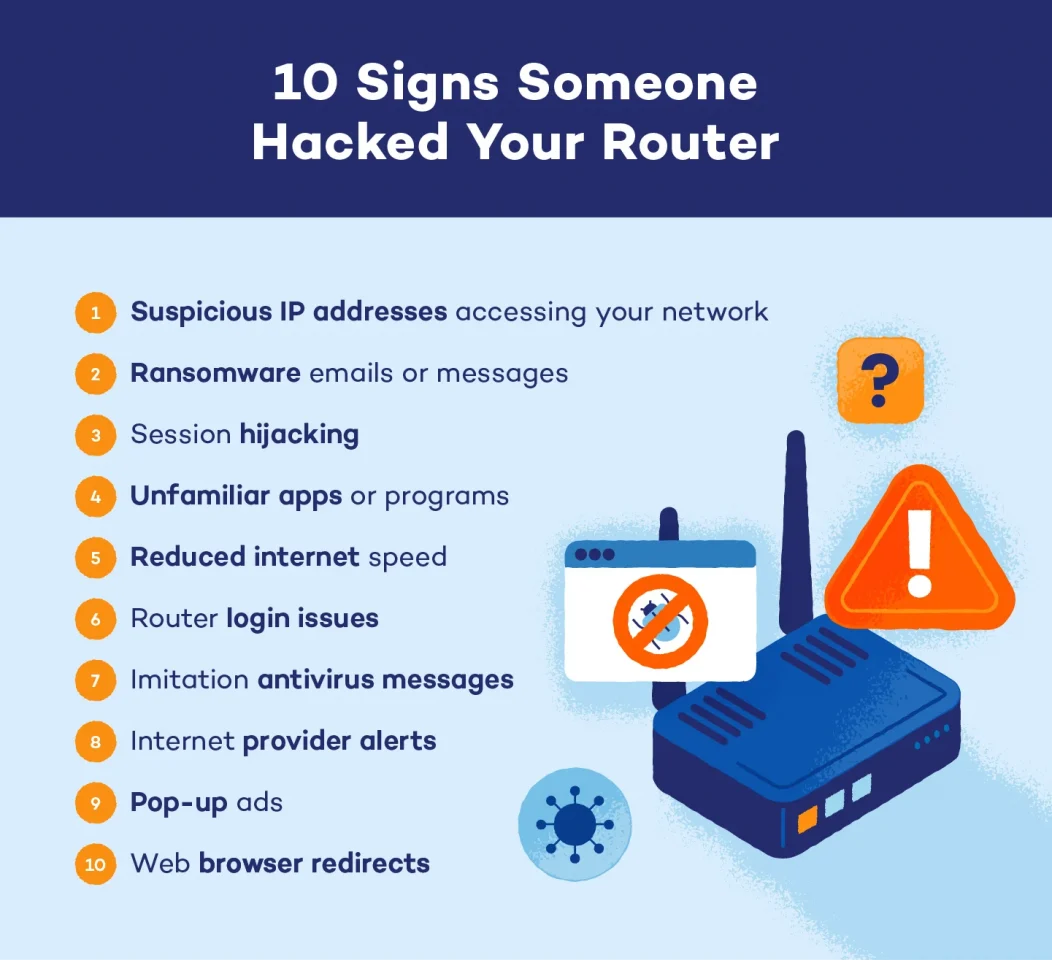 10 Signs Someone
Hacked Your Router
1 Suspicious IP addresses accessing your network
2 Ransomware emails or messages
3 Session hijacking
4 Unfamiliar apps or programs
5 Reduced internet speed
6 Router login issues
7 Imitation antivirus messages
8 Internet provider alerts
9 Pop-up ads
10 Web browser redirects
?
!